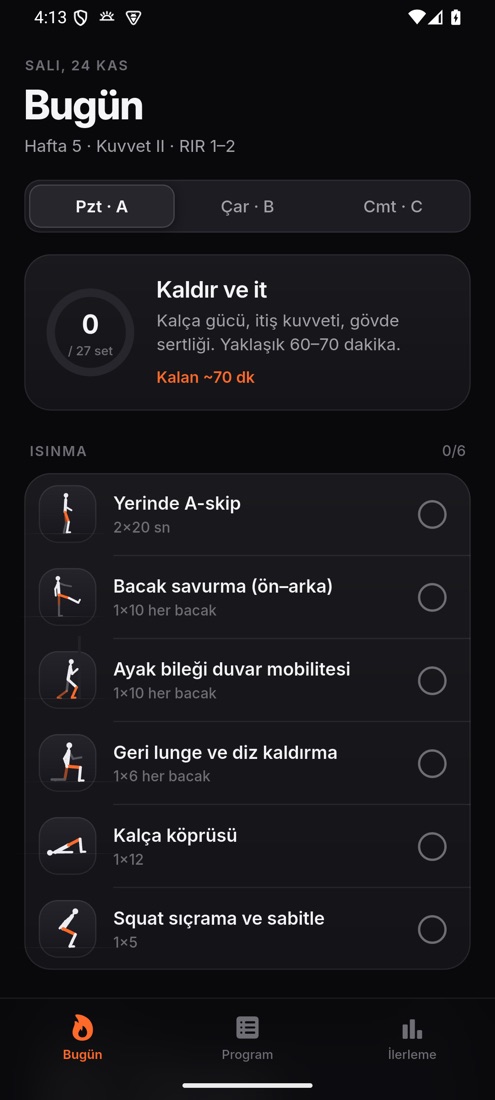 4:13
SALI, 24 KAS
Bugün
Hafta 5 · Kuvvet II · RIR 1–2
Pzt · A
Çar · B
Cmt · C
0
/ 27 set
Kaldır ve it
Kalça gücü, itiş kuvveti, gövde
sertliği. Yaklaşık 60–70 dakika.
Kalan ~70 dk
ISINMA
0/6
Yerinde A-skip
2×20 sn
Bacak savurma (ön–arka)
1×10 her bacak
Ayak bileği duvar mobilitesi
1×10 her bacak
Geri lunge ve diz kaldırma
1×6 her bacak
Kalça köprüsü
1×12
Squat sıçrama ve sabitle
1×5
Bugün
Program
İlerleme